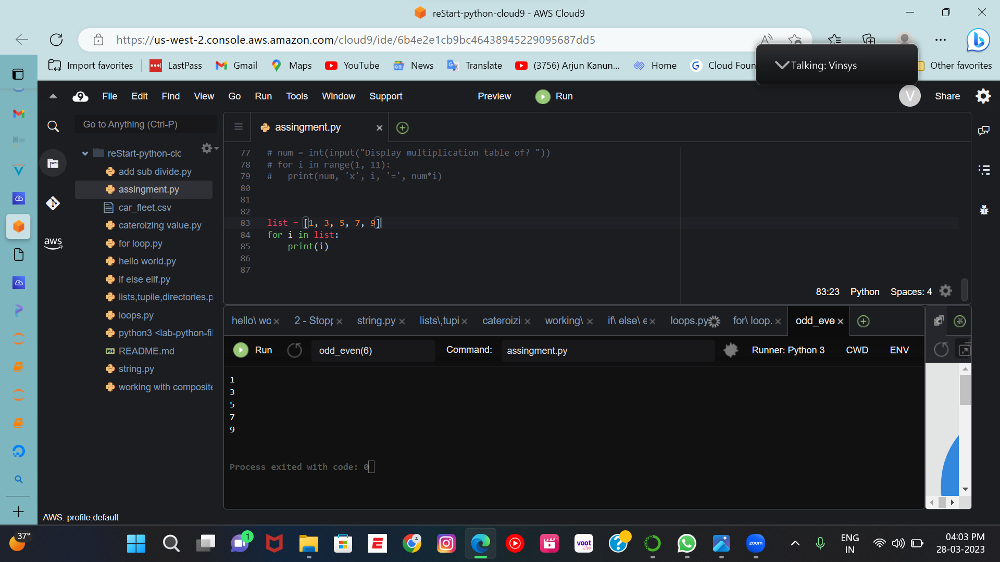 reStart-python-cloud9 - AWS Cloud9
https://us-west-2.console.aws.amazon.com/cloud9/ide/6b4e2e1cb9bc46438945229095687dd5
Import favorites
LastPass
Gmail
Maps
YouTube
News
Translate
(3756) Arjun Kanun...
Home
Cloud Foun
Talking: Vinsys
Other favorites
File Edit Find View Go Run Tools Window Support Preview Run
V
Share
Go to Anything (Ctrl-P)
reStart-python-clo
add sub divide.py
assingment.py
car_fleet.csv
cateroizing value.py
for loop.py
hello world.py
if else elif.py
lists,tupile,directories.p
loops.py
python3 <lab-python-fil
README.md
string.py
working with composite
aws
AWS: profile:default
assingment.py
77 # num = int(input("Display multiplication table of? "))
78 # for i in range(1, 11):
79 #   print(num, 'x', i, '=', num*i)
80
81
82
83 list = [1, 3, 5, 7, 9]
84 for i in list:
85     print(i)
86
87
83:23 Python Spaces: 4
hello\ wo
2 - Stopp
string.py
lists\,tupi
cateroizi
working\
if\ else\ e
loops.py
for\ loop.
odd_eve
Run
odd_even(6)
Command:
assingment.py
Runner: Python 3
CWD
ENV
1
3
5
7
9
Process exited with code: 0
37°
1
voot
Lite
zoom
ENG
IN
04:03 PM
28-03-2023